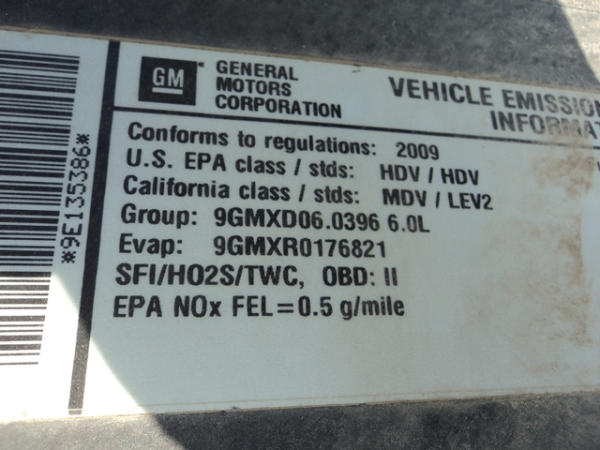 *9E135386*
GM
GENERAL
MOTORS
CORPORATION
VEHICLE EMISSION
Conforms to regulations: 2009
U.S. EPA class / stds: HDV / HDV
California class / stds: MDV / LEV2
Group: 9GMXD06.0396 6.0L
Evap: 9GMXR0176821
SFI/HO2S/TWC, OBD: II
EPA NOx FEL=0.5 g/mile